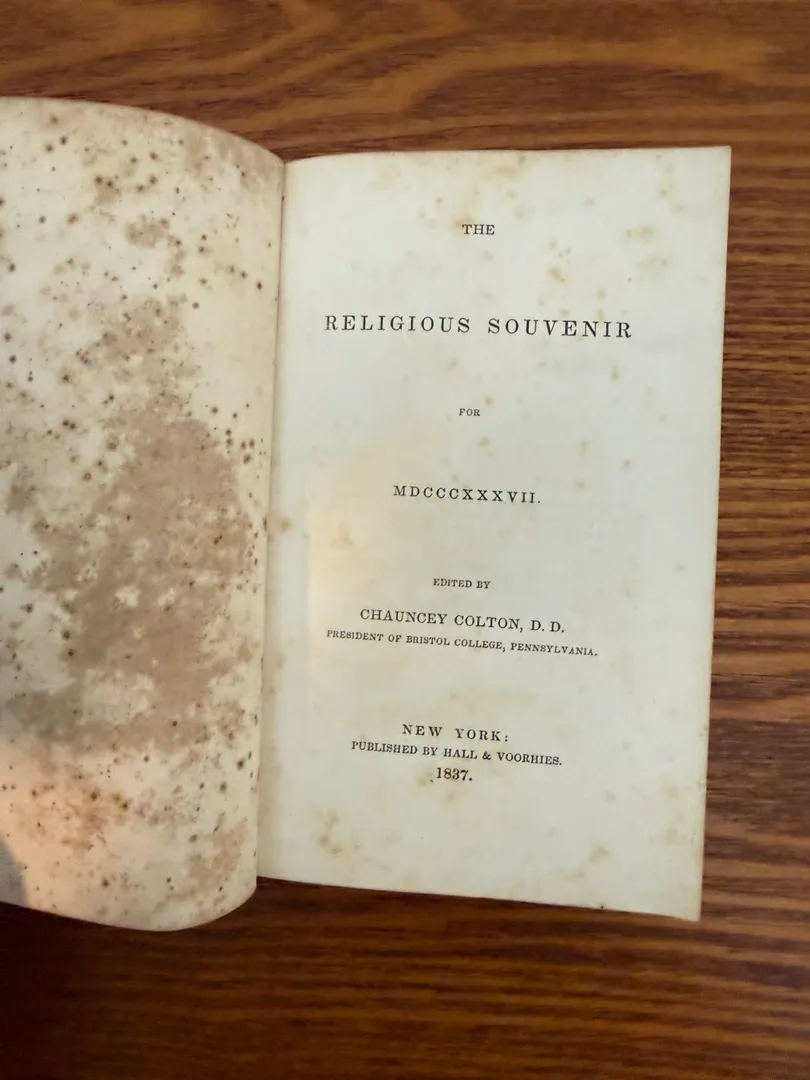 THE
RELIGIOUS SOUVENIR
FOR
MDCCCXXXVII.
EDITED BY
CHAUNCEY COLTON, D. D.
PRESIDENT OF BRISTOL COLLEGE, PENNSYLVANIA.
NEW YORK:
PUBLISHED BY HALL & VOORHIES.
1837.